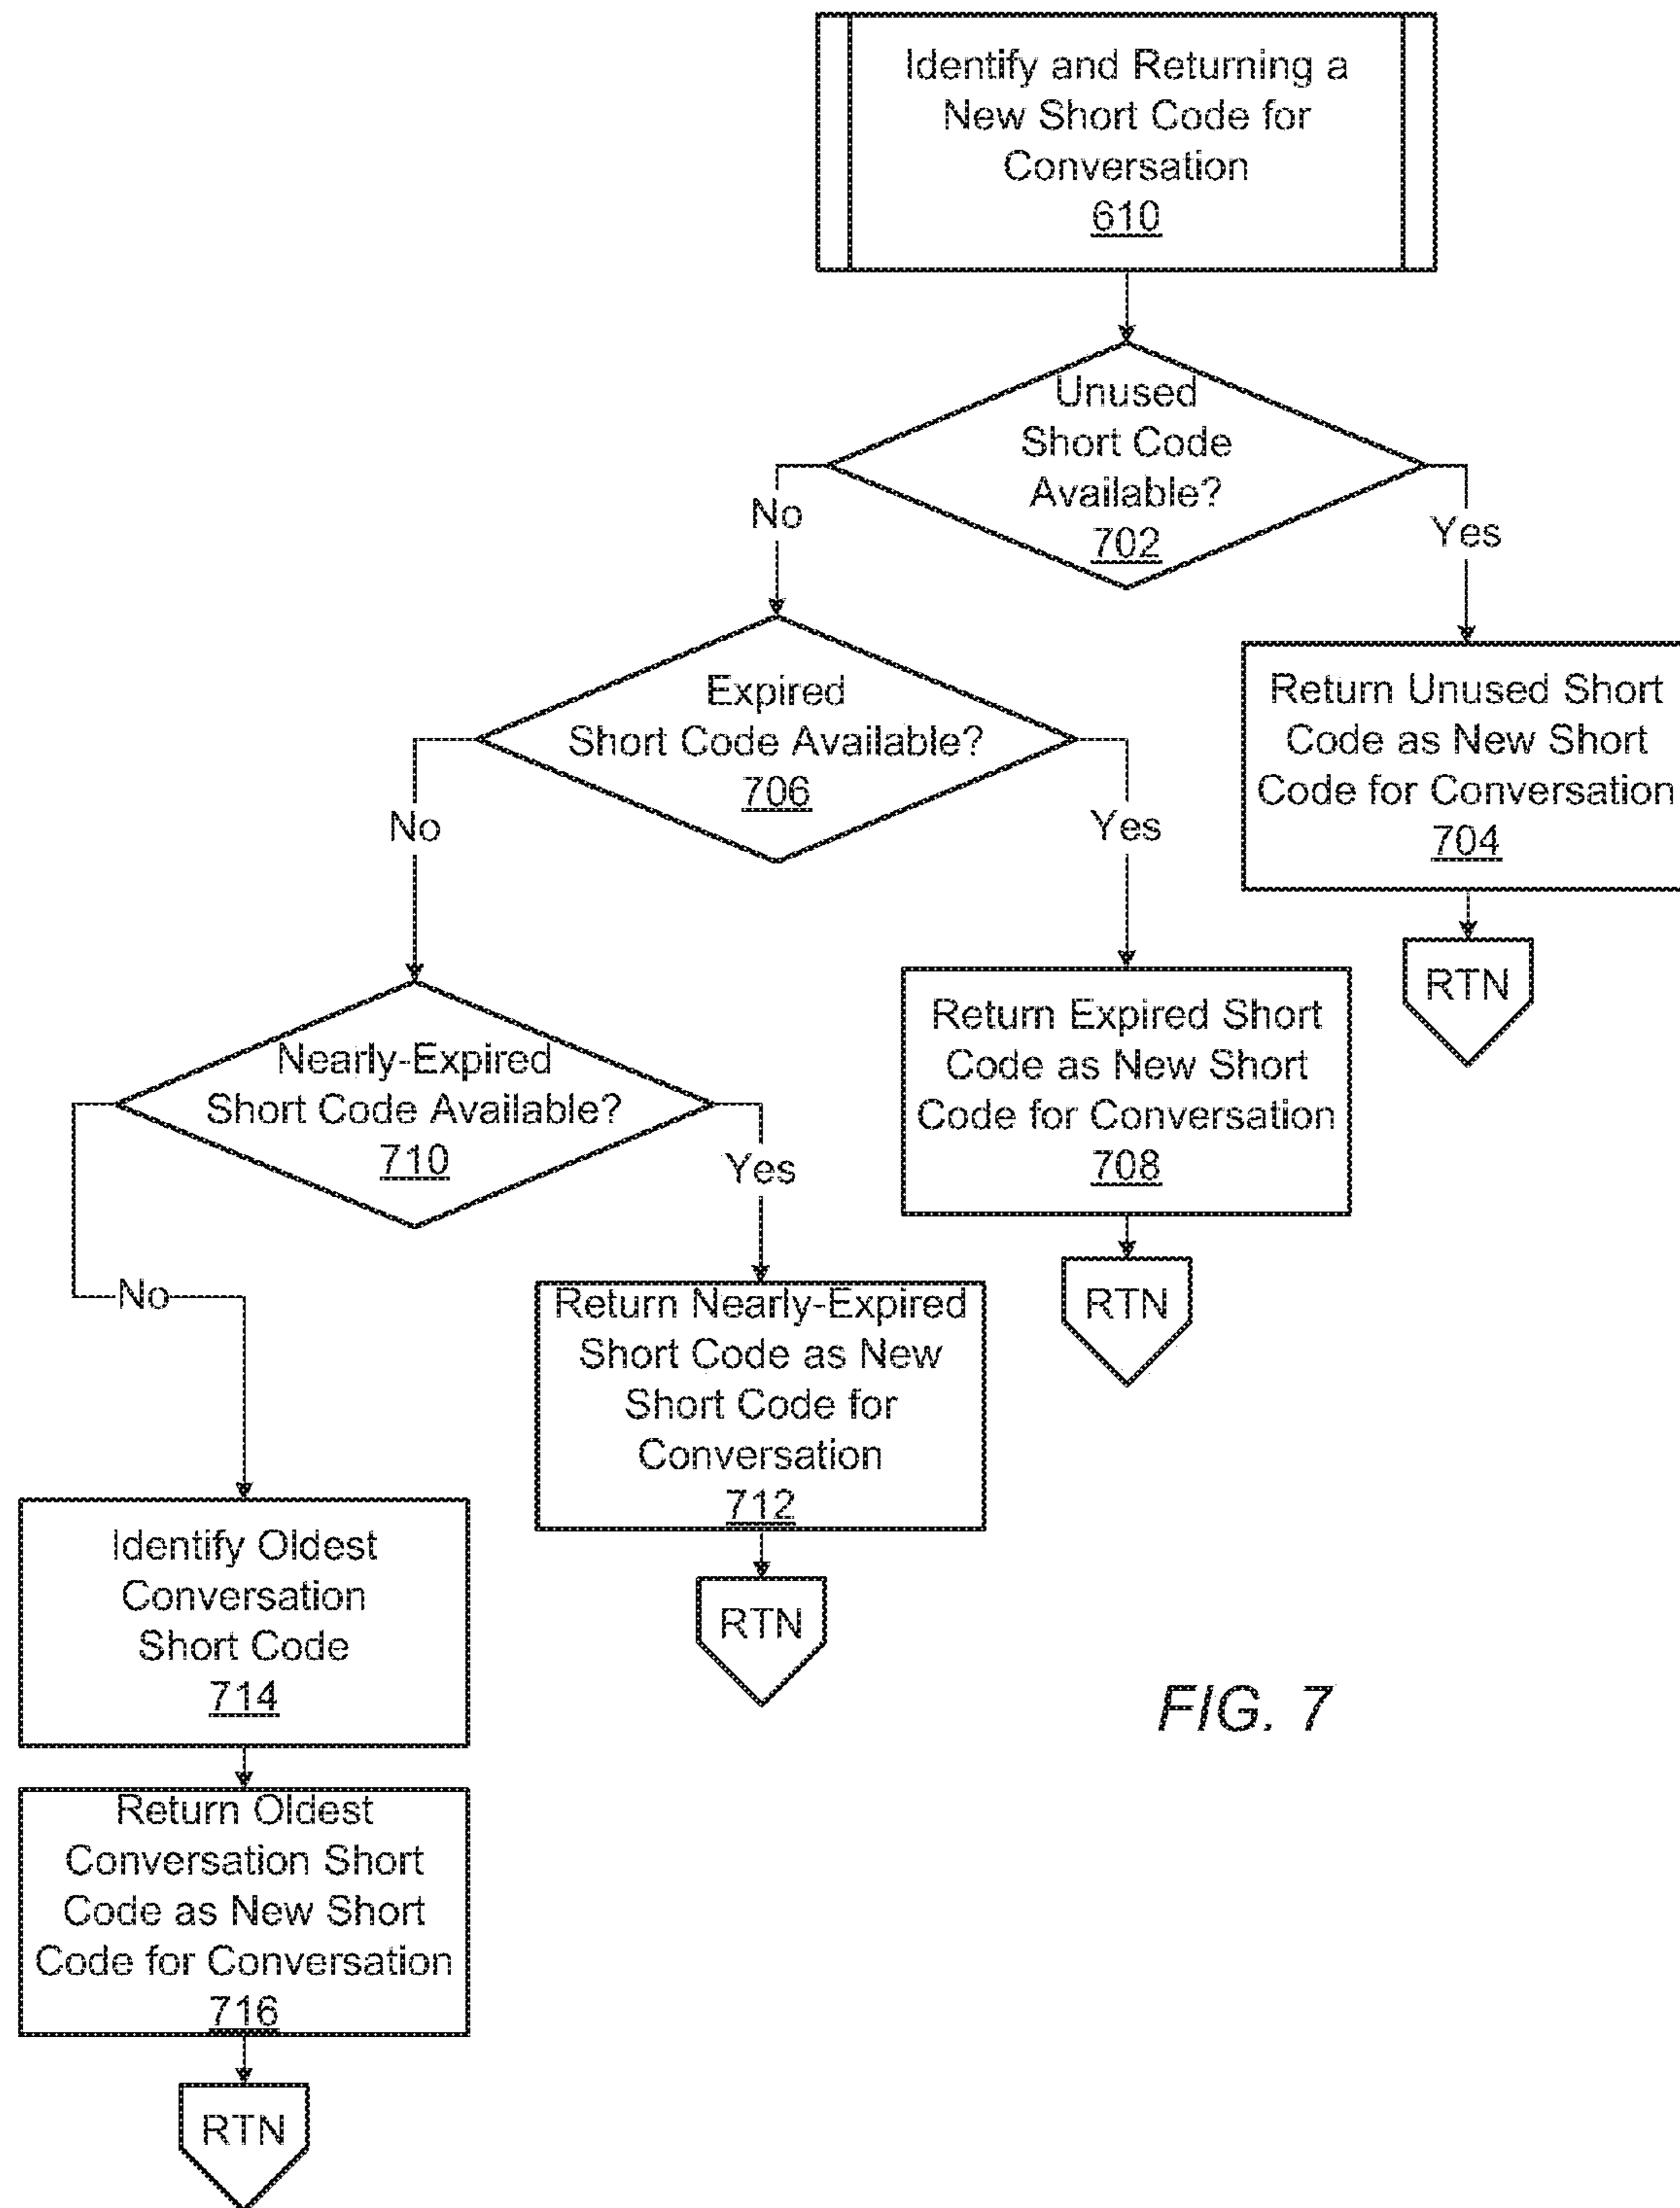 Identify and Returning a
New Short Code for
Conversation
610
Unused
Short Code
Available?
702
No
Yes
Expired
Short Code Available?
706
No
Yes
Return Unused Short
Code as New Short
Code for Conversation
704
RTN
Nearly-Expired
Short Code Available?
710
No
Yes
Return Expired Short
Code as New Short
Code for Conversation
708
RTN
Return Nearly-Expired
Short Code as New
Short Code for
Conversation
712
RTN
Identify Oldest
Conversation
Short Code
714
Return Oldest
Conversation Short
Code as New Short
Code for Conversation
716
RTN
FIG. 7